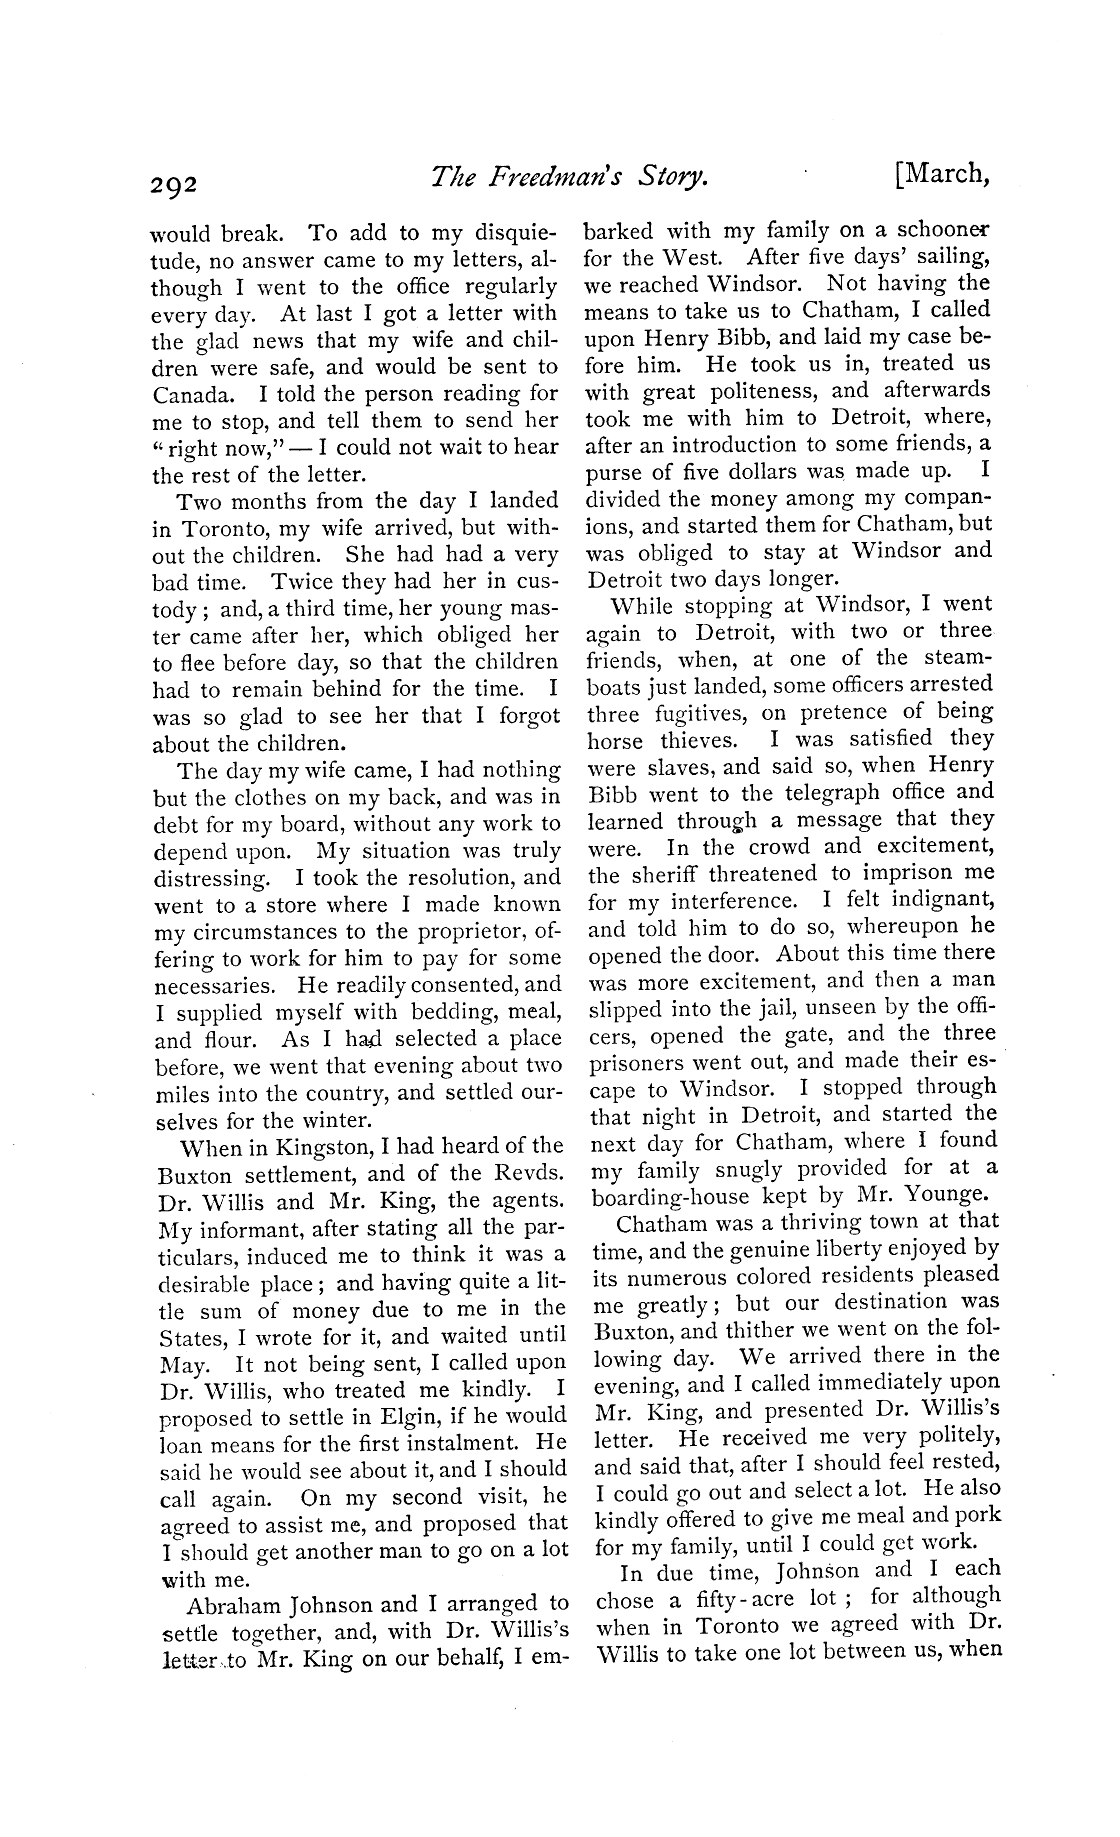 292
The Freedman's Story.
[March,
would break. To add to my disquie-
tude, no answer came to my letters, al-
though I went to the office regularly
every day. At last I got a letter with
the glad news that my wife and chil-
dren were safe, and would be sent to
Canada. I told the person reading for
me to stop, and tell them to send her
“right now,” — I could not wait to hear
the rest of the letter.
Two months from the day I landed
in Toronto, my wife arrived, but with-
out the children. She had had a very
bad time. Twice they had her in cus-
tody ; and, a third time, her young mas-
ter came after her, which obliged her
to flee before day, so that the children
had to remain behind for the time. I
was so glad to see her that I forgot
about the children.
The day my wife came, I had nothing
but the clothes on my back, and was in
debt for my board, without any work to
depend upon. My situation was truly
distressing. I took the resolution, and
went to a store where I made known
my circumstances to the proprietor, of-
fering to work for him to pay for some
necessaries. He readily consented, and
I supplied myself with bedding, meal,
and flour. As I had selected a place
before, we went that evening about two
miles into the country, and settled our-
selves for the winter.
When in Kingston, I had heard of the
Buxton settlement, and of the Revds.
Dr. Willis and Mr. King, the agents.
My informant, after stating all the par-
ticulars, induced me to think it was a
desirable place ; and having quite a lit-
tle sum of money due to me in the
States, I wrote for it, and waited until
May. It not being sent, I called upon
Dr. Willis, who treated me kindly. I
proposed to settle in Elgin, if he would
loan means for the first instalment. He
said he would see about it, and I should
call again. On my second visit, he
agreed to assist me, and proposed that
I should get another man to go on a lot
with me.
Abraham Johnson and I arranged to
settle together, and, with Dr. Willis's
letter to Mr. King on our behalf, I em-
barked with my family on a schooner
for the West. After five days' sailing,
we reached Windsor. Not having the
means to take us to Chatham, I called
upon Henry Bibb, and laid my case be-
fore him. He took us in, treated us
with great politeness, and afterwards
took me with him to Detroit, where,
after an introduction to some friends, a
purse of five dollars was made up. I
divided the money among my compan-
ions, and started them for Chatham, but
was obliged to stay at Windsor and
Detroit two days longer.
While stopping at Windsor, I went
again to Detroit, with two or three
friends, when, at one of the steam-
boats just landed, some officers arrested
three fugitives, on pretence of being
horse thieves. I was satisfied they
were slaves, and said so, when Henry
Bibb went to the telegraph office and
learned through a message that they
were. In the crowd and excitement,
the sheriff threatened to imprison me
for my interference. I felt indignant,
and told him to do so, whereupon he
opened the door. About this time there
was more excitement, and then a man
slipped into the jail, unseen by the offi-
cers, opened the gate, and the three
prisoners went out, and made their es-
cape to Windsor. I stopped through
that night in Detroit, and started the
next day for Chatham, where I found
my family snugly provided for at a
boarding-house kept by Mr. Younge.
Chatham was a thriving town at that
time, and the genuine liberty enjoyed by
its numerous colored residents pleased
me greatly ; but our destination was
Buxton, and thither we went on the fol-
lowing day. We arrived there in the
evening, and I called immediately upon
Mr. King, and presented Dr. Willis's
letter. He received me very politely,
and said that, after I should feel rested,
I could go out and select a lot. He also
kindly offered to give me meal and pork
for my family, until I could get work.
In due time, Johnson and I each
chose a fifty-acre lot ; for although
when in Toronto we agreed with Dr.
Willis to take one lot between us, when